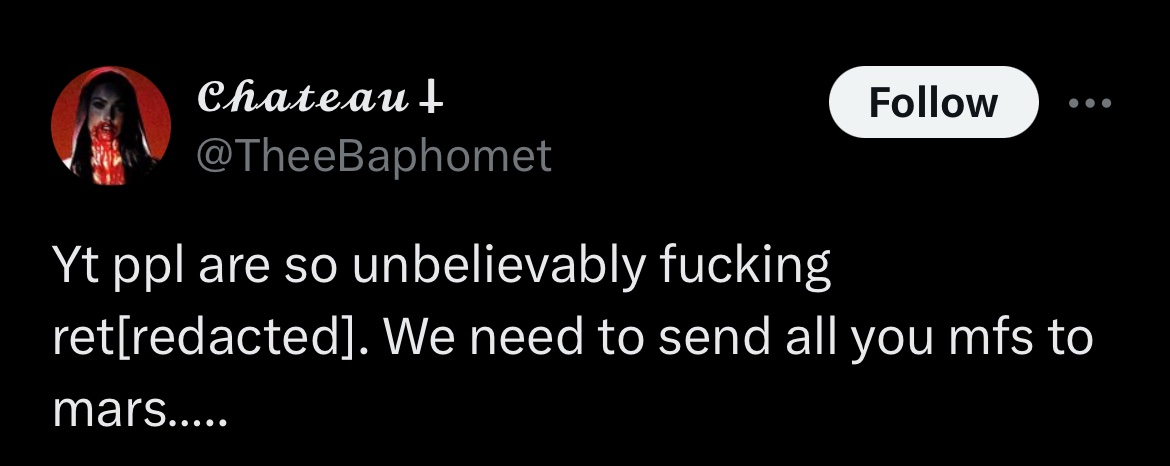 𝓒𝓱𝓪𝓽𝓮𝓪𝓾 ⸸
Follow
@TheeBaphomet
Yt ppl are so unbelievably fucking
ret[redacted]. We need to send all you mfs to
mars.....